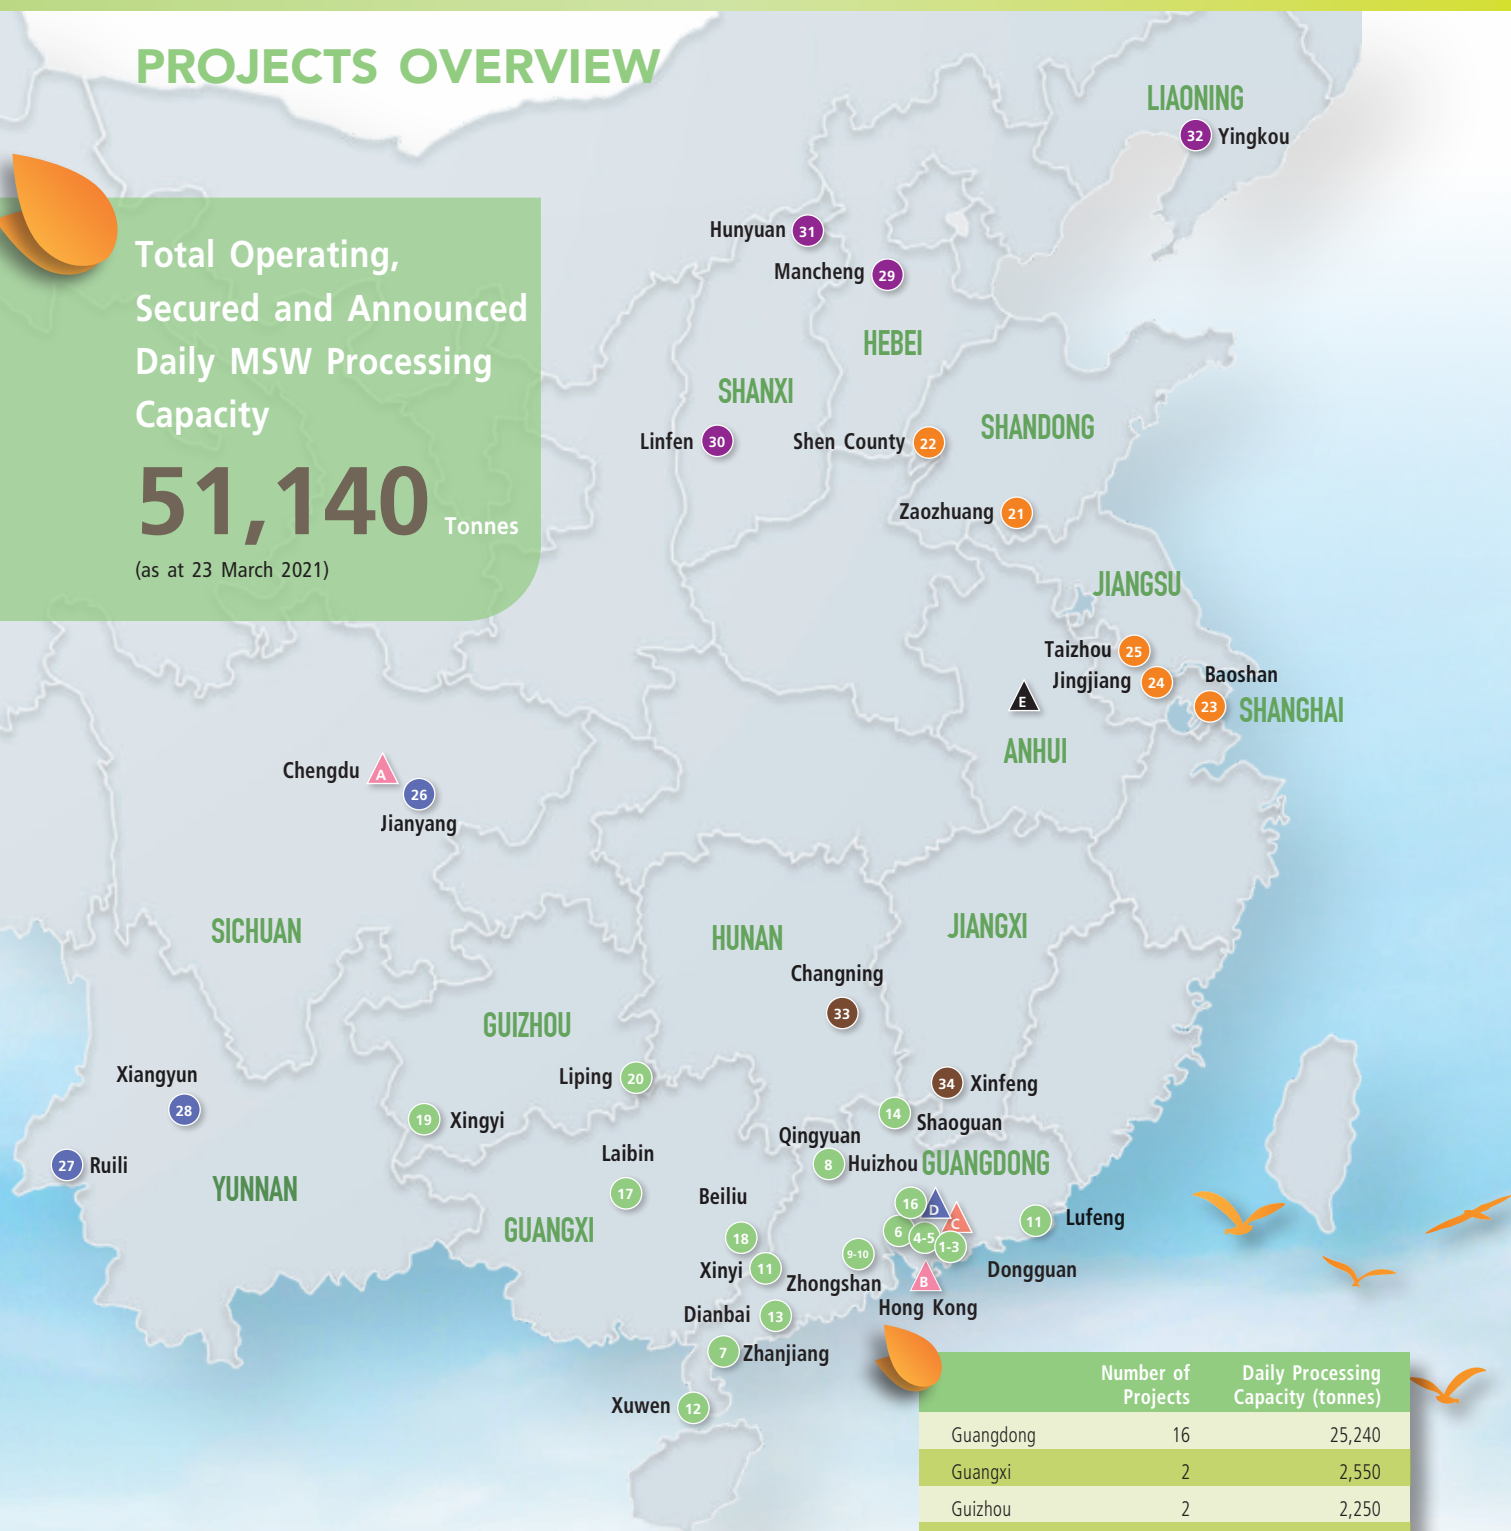 PROJECTS OVERVIEW
LIAONING
32 Yingkou
Total Operating,
Secured and Announced
Daily MSW Processing
Capacity
51,140 Tonnes
(as at 23 March 2021)
Hunyuan 31
Mancheng 29
HEBEI
SHANXI
SHANDONG
Linfen 30
Shen County 22
Zaozhuang 21
JIANGSU
Taizhou 25
Baoshan
Jingjiang 24
E
23 SHANGHAI
ANHUI
Chengdu A
26
Jianyang
SICHUAN
HUNAN
JIANGXI
Changning
33
GUIZHOU
Xiangyun
28
Liping 20
34 Xinfeng
19 Xingyi
14 Shaoguan
Qingyuan
Laibin
27 Ruili
8 Huizhou GUANGDONG
YUNNAN
17
Beiliu
16 D C
11 Lufeng
GUANGXI
18
6 4-5 1-3
Xinyi 11
9-10
Zhongshan
B
Dongguan
Hong Kong
Dianbai 13
7 Zhanjiang
Xuwen 12
Number of Projects
Daily Processing Capacity (tonnes)
Guangdong 16 25,240
Guangxi 2 2,550
Guizhou 2 2,250